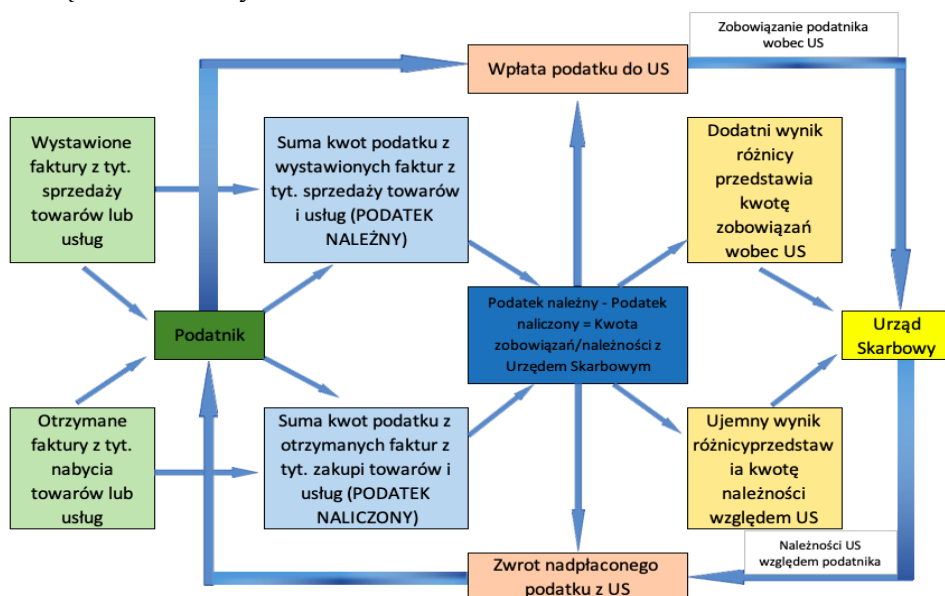 Zobowiązanie podatnika
wobec US
Wpłata podatku do US
Wystawione
faktury z tyt.
sprzedaży
towarów lub
usług
Suma kwot podatku z
wystawionych faktur z
tyt. sprzedaży towarów
i usług (PODATEK
NALEŻNY)
Dodatni wynik
różnicy
przedstawia
kwotę
zobowiązań
wobec US
Podatnik
Podatek należny - Podatek
naliczony = Kwota
zobowiązań/należności z
Urzędem Skarbowym
Urząd
Skarbowy
Otrzymane
faktury z tyt.
nabycia
towarów lub
usług
Suma kwot podatku z
otrzymanych faktur z
tyt. zakupi towarów i
usług (PODATEK
NALICZONY)
Ujemny wynik
różnicyprzedstaw
ia kwotę
należności
względem US
Należności US
względem podatnika
Zwrot nadpłaconego
podatku z US